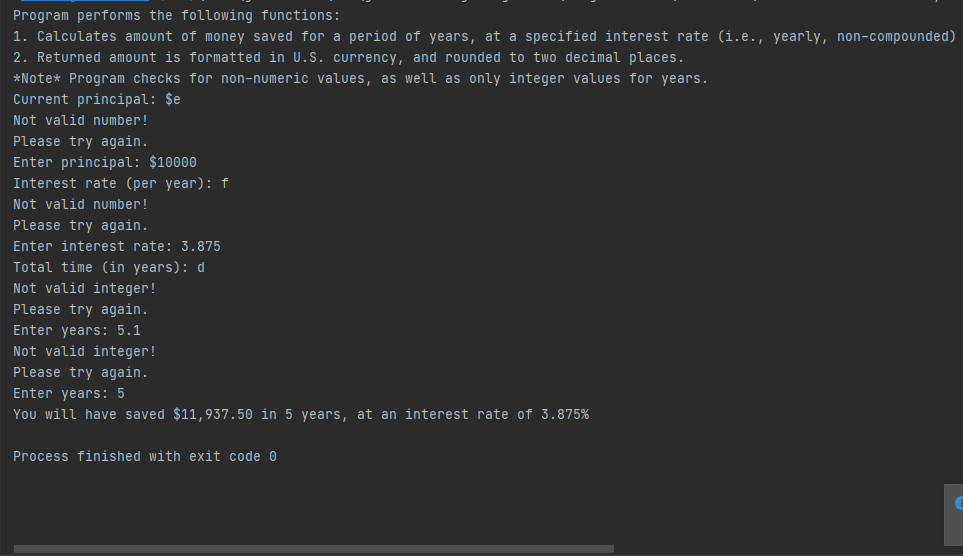 Program performs the following functions:
1. Calculates amount of money saved for a period of years, at a specified interest rate (i.e., yearly, non-compounded)
2. Returned amount is formatted in U.S. currency, and rounded to two decimal places.
*Note* Program checks for non-numeric values, as well as only integer values for years.
Current principal: $e
Not valid number!
Please try again.
Enter principal: $10000
Interest rate (per year): f
Not valid number!
Please try again.
Enter interest rate: 3.875
Total time (in years): d
Not valid integer!
Please try again.
Enter years: 5.1
Not valid integer!
Please try again.
Enter years: 5
You will have saved $11,937.50 in 5 years, at an interest rate of 3.875%
Process finished with exit code 0